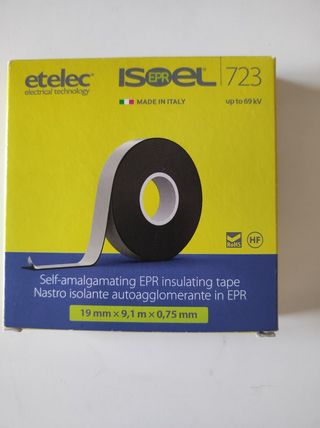 etelec®
electrical technology
ISOEL®
EPR
723
MADE IN ITALY
up to 69 kV
RoHS
HF
Self-amalgamating EPR insulating tape
Nastro isolante autoagglomerante in EPR
19 mm × 9,1 m × 0,75 mm